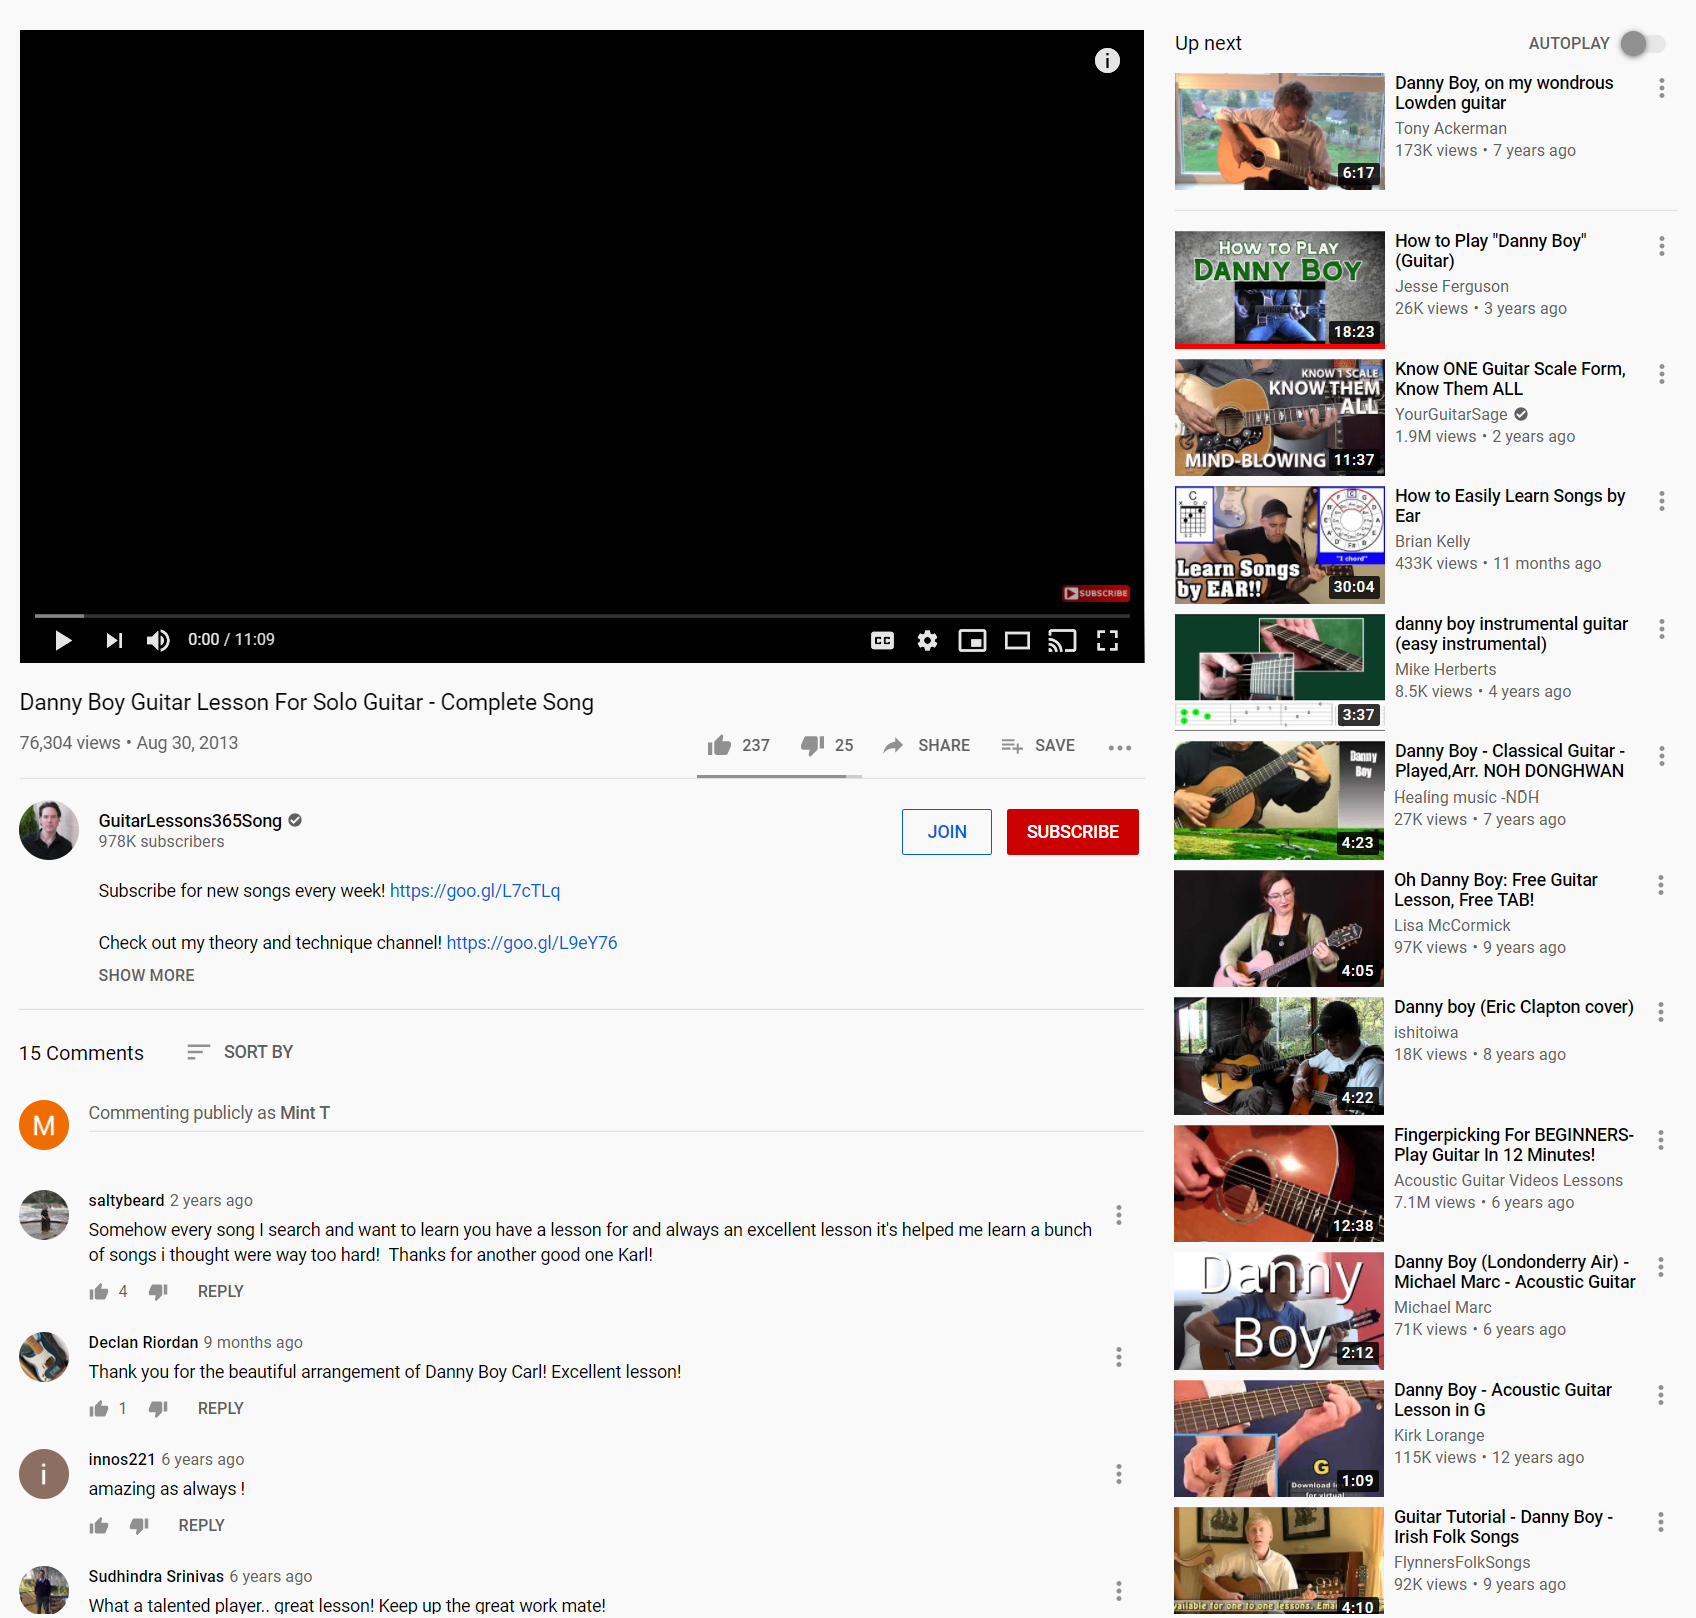 SUBSCRIBE
0:00 / 11:09
CC
Danny Boy Guitar Lesson For Solo Guitar - Complete Song
76,304 views • Aug 30, 2013
237
25
SHARE
SAVE
GuitarLessons365Song
978K subscribers
JOIN
SUBSCRIBE
Subscribe for new songs every week! https://goo.gl/L7cTLq
Check out my theory and technique channel! https://goo.gl/L9eY76
SHOW MORE
15 Comments
SORT BY
M
Commenting publicly as Mint T
saltybeard 2 years ago
Somehow every song I search and want to learn you have a lesson for and always an excellent lesson it's helped me learn a bunch
of songs i thought were way too hard!  Thanks for another good one Karl!
4
REPLY
Declan Riordan 9 months ago
Thank you for the beautiful arrangement of Danny Boy Carl! Excellent lesson!
1
REPLY
i
innos221 6 years ago
amazing as always !
REPLY
Sudhindra Srinivas 6 years ago
What a talented player.. great lesson! Keep up the great work mate!
Up next
AUTOPLAY
6:17
Danny Boy, on my wondrous
Lowden guitar
Tony Ackerman
173K views • 7 years ago
HOW TO PLAY
DANNY BOY
18:23
How to Play "Danny Boy"
(Guitar)
Jesse Ferguson
26K views • 3 years ago
KNOW 1 SCALE
KNOW THEM
ALL
MIND-BLOWING
11:37
Know ONE Guitar Scale Form,
Know Them ALL
YourGuitarSage
1.9M views • 2 years ago
C
"I chord"
Learn Songs
by EAR!!
30:04
How to Easily Learn Songs by
Ear
Brian Kelly
433K views • 11 months ago
3:37
danny boy instrumental guitar
(easy instrumental)
Mike Herberts
8.5K views • 4 years ago
Danny
Boy
4:23
Danny Boy - Classical Guitar -
Played,Arr. NOH DONGHWAN
Healing music -NDH
27K views • 7 years ago
4:05
Oh Danny Boy: Free Guitar
Lesson, Free TAB!
Lisa McCormick
97K views • 9 years ago
4:22
Danny boy (Eric Clapton cover)
ishitoiwa
18K views • 8 years ago
12:38
Fingerpicking For BEGINNERS-
Play Guitar In 12 Minutes!
Acoustic Guitar Videos Lessons
7.1M views • 6 years ago
Danny
Boy
2:12
Danny Boy (Londonderry Air) -
Michael Marc - Acoustic Guitar
Michael Marc
71K views • 6 years ago
G
Download
for virtual
1:09
Danny Boy - Acoustic Guitar
Lesson in G
Kirk Lorange
115K views • 12 years ago
available for one to one lessons.
4:10
Guitar Tutorial - Danny Boy -
Irish Folk Songs
FlynnersFolkSongs
92K views • 9 years ago